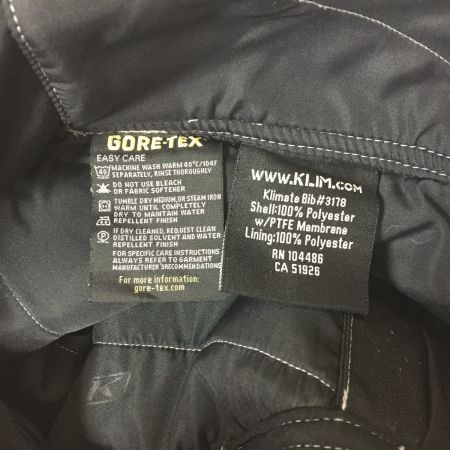 GORE-TEX
EASY CARE
40
MACHINE WASH WARM 40°C/104F
SEPARATELY, RINSE THOROUGHLY
DO NOT USE BLEACH
OR FABRIC SOFTENER
TUMBLE DRY MEDIUM, OR STEAM IRON
WARM UNTIL COMPLETELY
DRY TO MAINTAIN WATER
REPELLENT FINISH
IF DRY CLEANED, REQUEST CLEAN
DISTILLED SOLVENT AND WATER
REPELLENT FINISH
FOR SPECIFIC CARE INSTRUCTIONS
ALWAYS REFER TO GARMENT
MANUFACTURER'S RECOMMENDATIONS
For more information:
gore-tex.com
WWW.KLIM.com
Klimate Bib#3178
Shell:100% Polyester
w/PTFE Membrane
Lining:100% Polyester
RN 104486
CA 51926